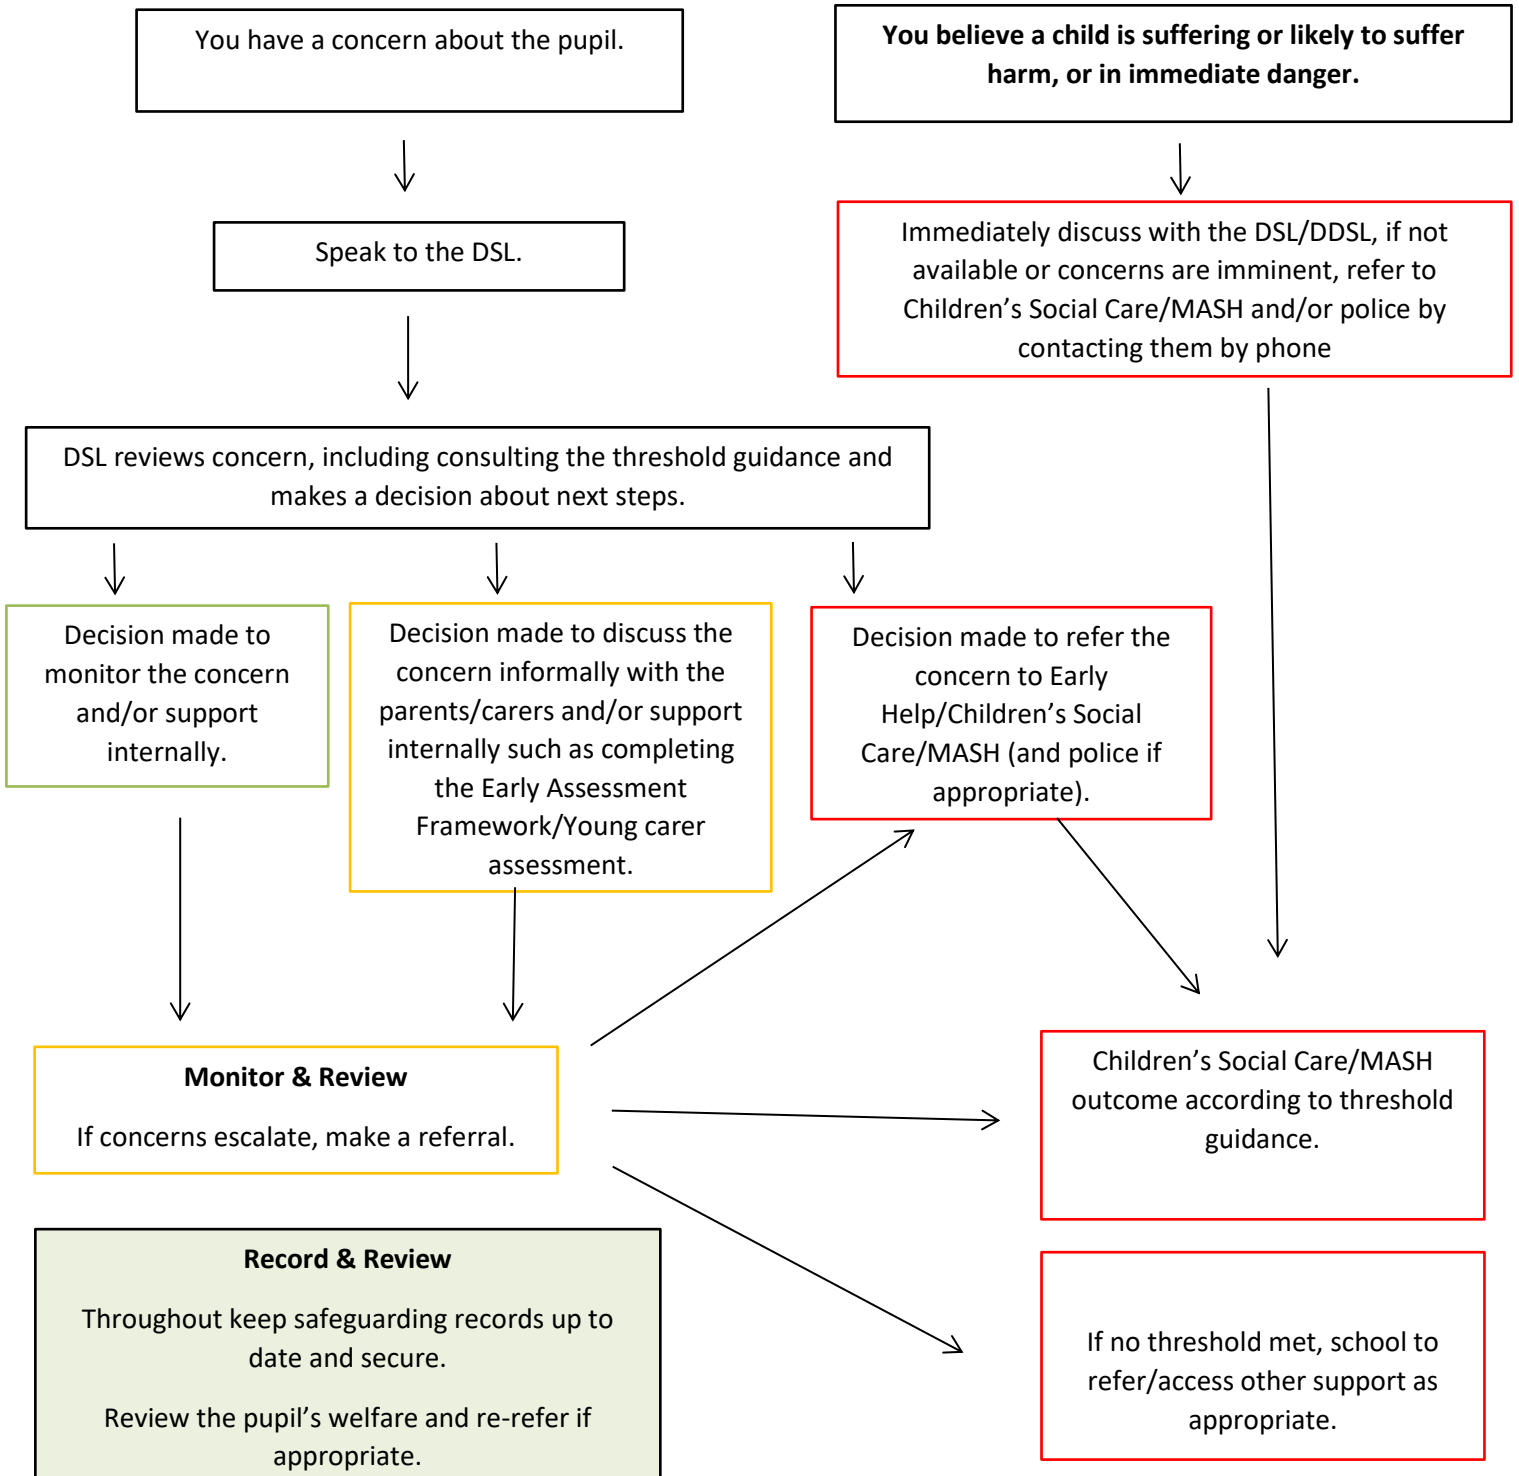 You have a concern about the pupil.
You believe a child is suffering or likely to suffer
harm, or in immediate danger.
Speak to the DSL.
Immediately discuss with the DSL/DDSL, if not
available or concerns are imminent, refer to
Children’s Social Care/MASH and/or police by
contacting them by phone
DSL reviews concern, including consulting the threshold guidance and
makes a decision about next steps.
Decision made to
monitor the concern
and/or support
internally.
Decision made to discuss the
concern informally with the
parents/carers and/or support
internally such as completing
the Early Assessment
Framework/Young carer
assessment.
Decision made to refer the
concern to Early
Help/Children’s Social
Care/MASH (and police if
appropriate).
Monitor & Review
If concerns escalate, make a referral.
Children’s Social Care/MASH
outcome according to threshold
guidance.
Record & Review
Throughout keep safeguarding records up to
date and secure.
Review the pupil’s welfare and re-refer if
appropriate.
If no threshold met, school to
refer/access other support as
appropriate.